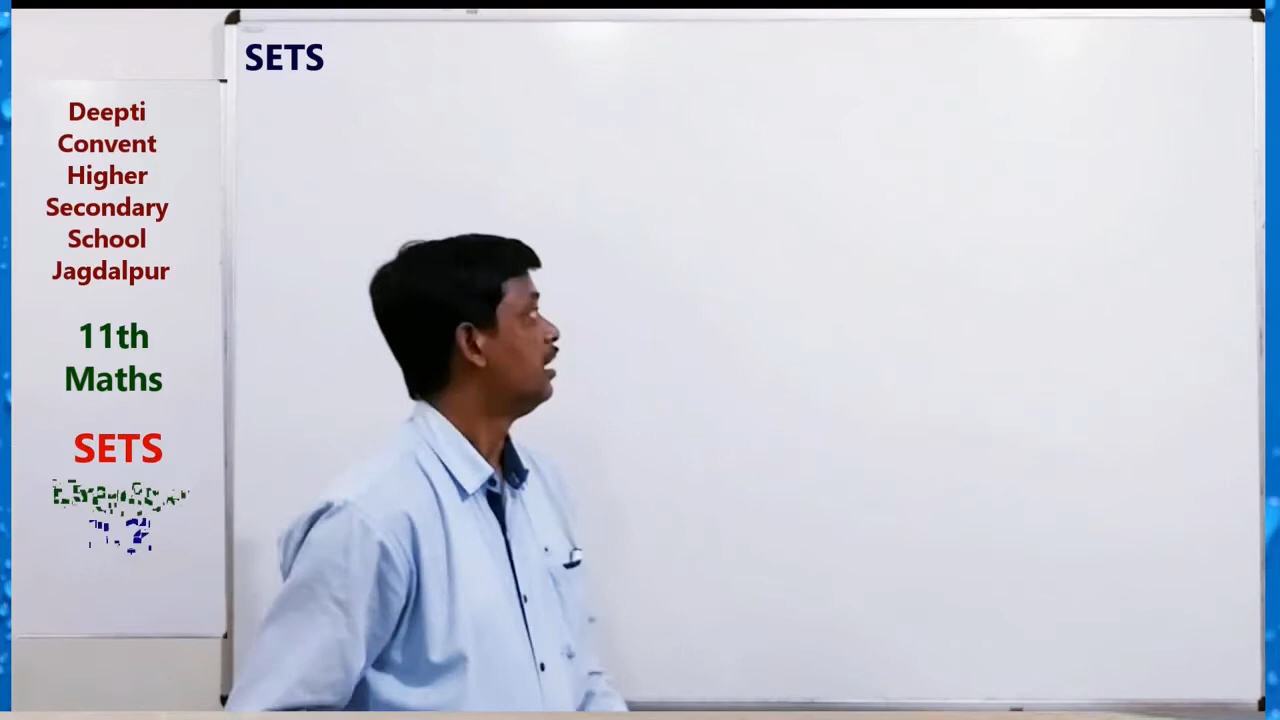 SETS
Deepti
Convent
Higher
Secondary
School
Jagdalpur
11th
Maths
SETS